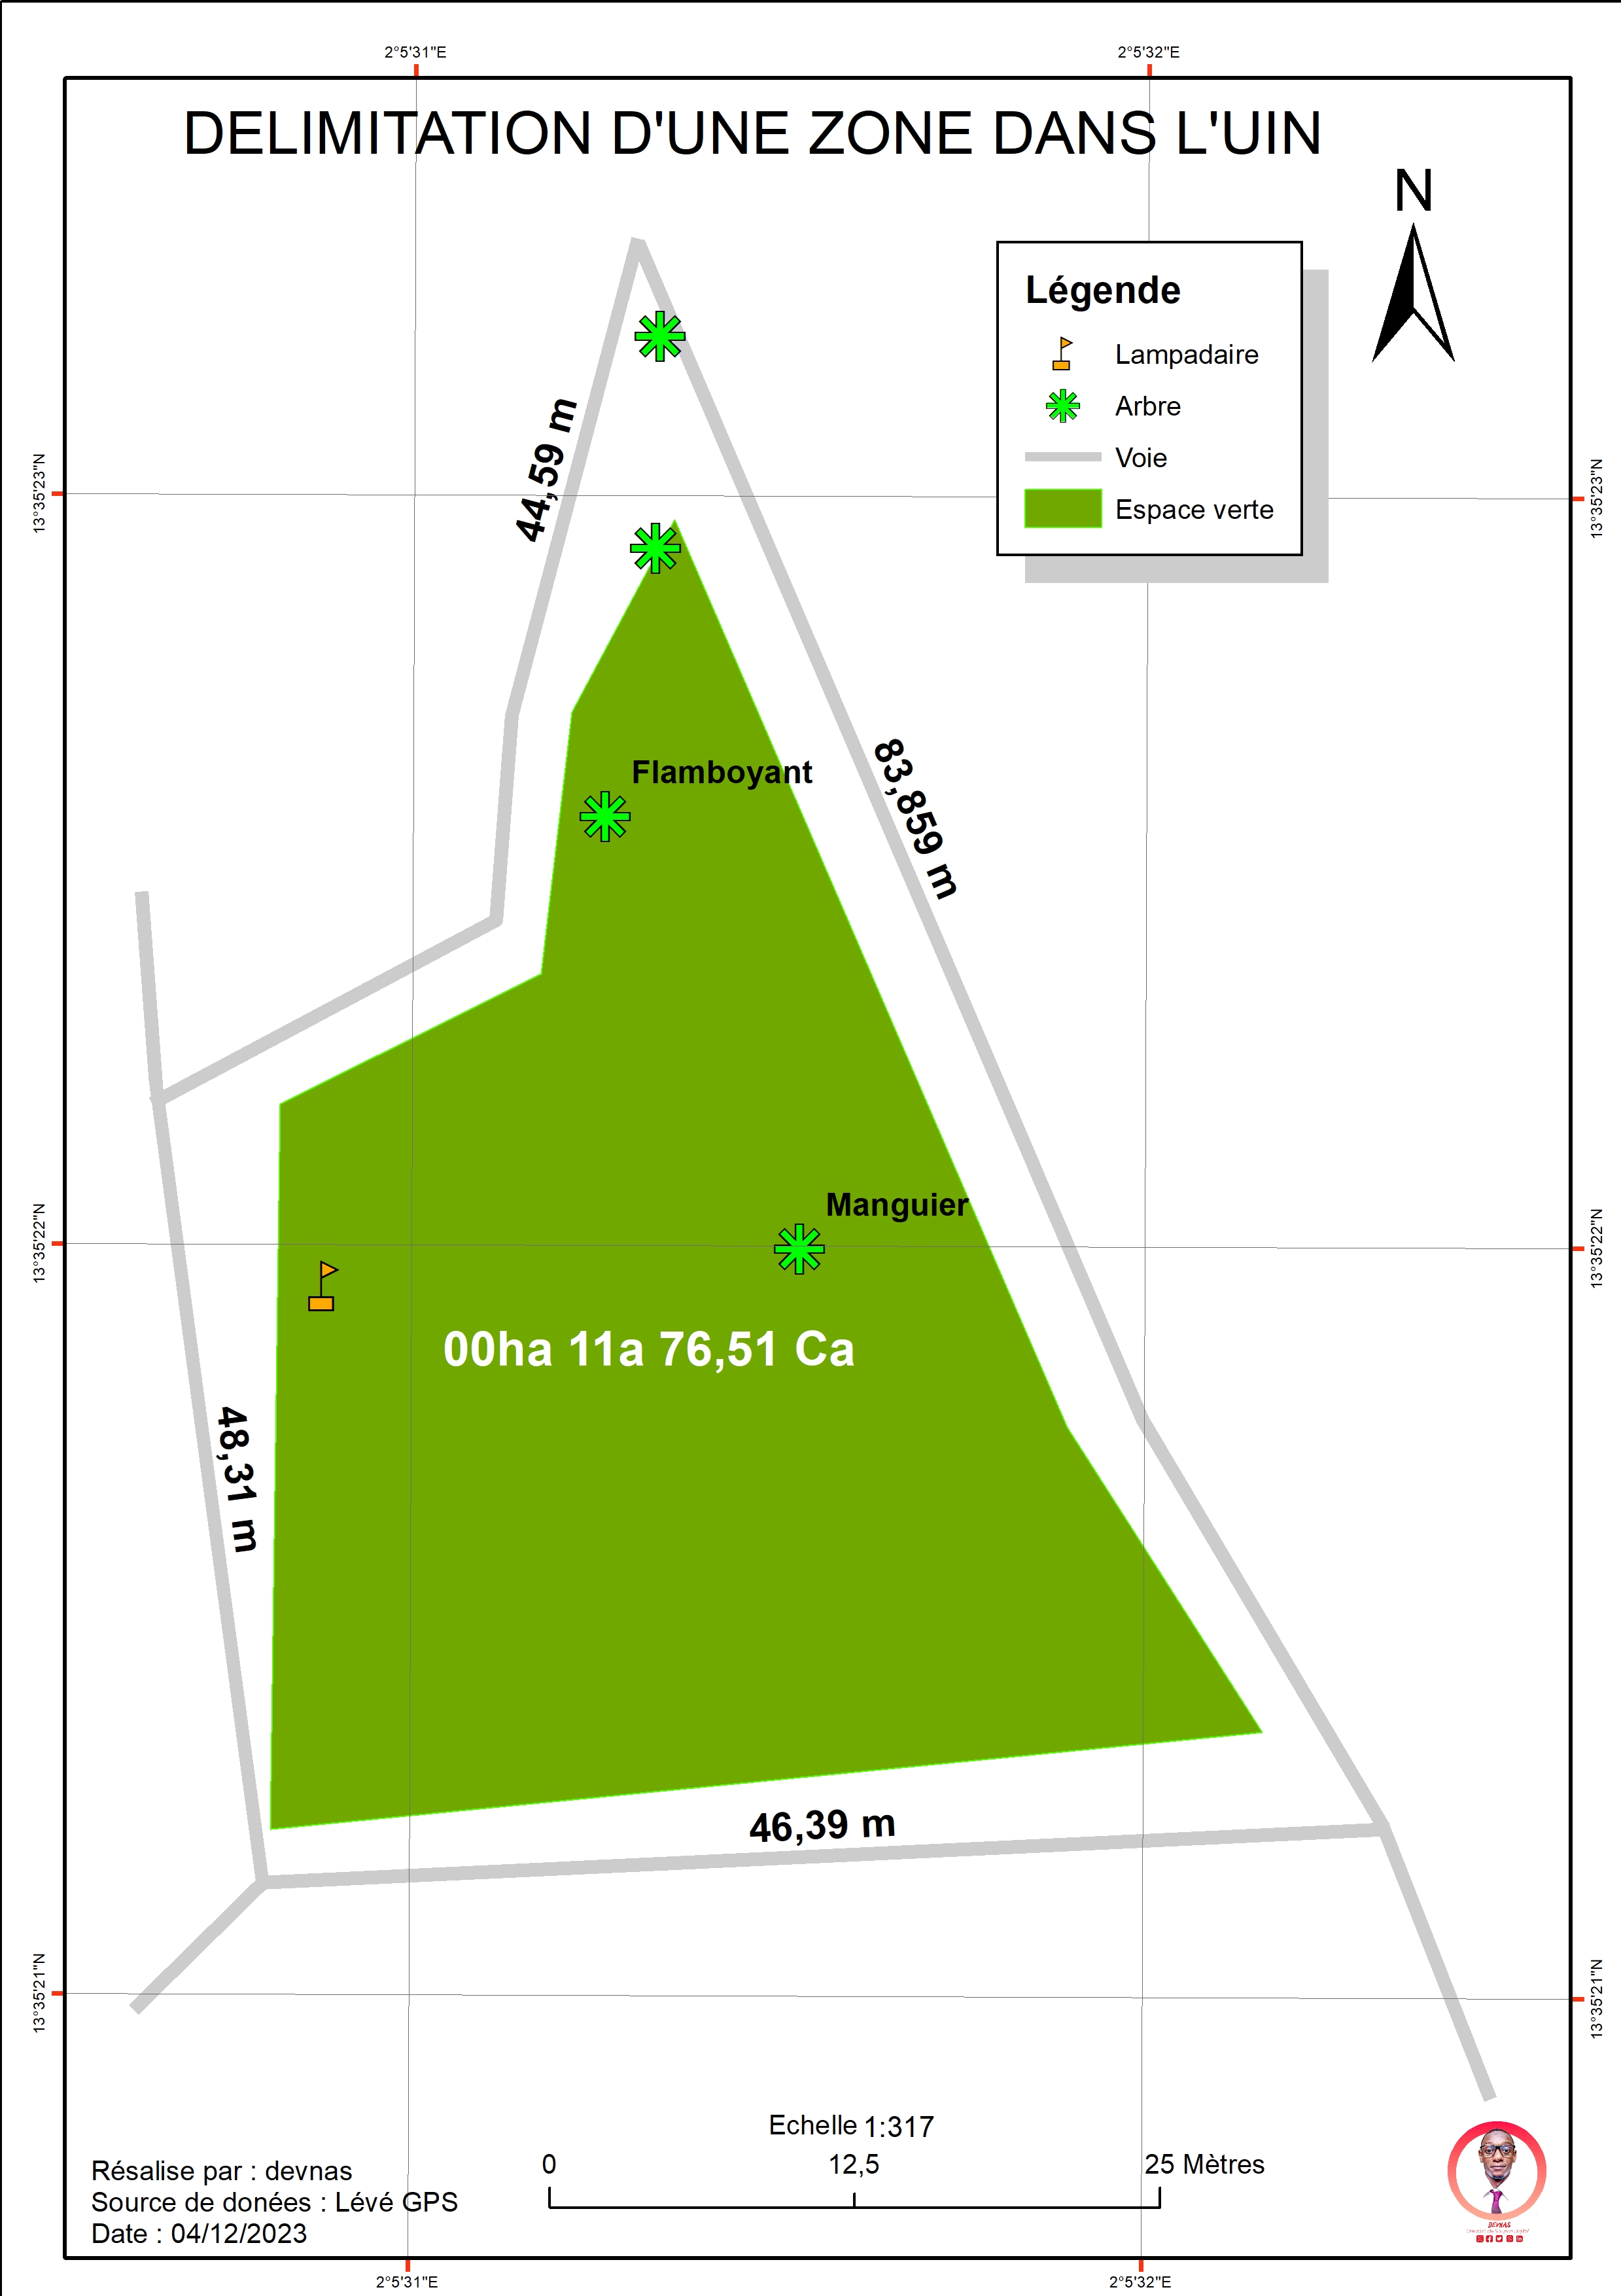 2°5'31"E
2°5'32"E
DELIMITATION D'UNE ZONE DANS L'UIN
N
Légende
Lampadaire
Arbre
Voie
Espace verte
44,59 m
13°35'23"N
13°35'23"N
83,859 m
Flamboyant
Manguier
13°35'22"N
13°35'22"N
00ha 11a 76,51 Ca
48,31 m
46,39 m
13°35'21"N
13°35'21"N
Echelle 1:317
0
12,5
25 Mètres
Résalise par : devnas
Source de donées : Lévé GPS
Date : 04/12/2023
DEVNAS
2°5'31"E
2°5'32"E